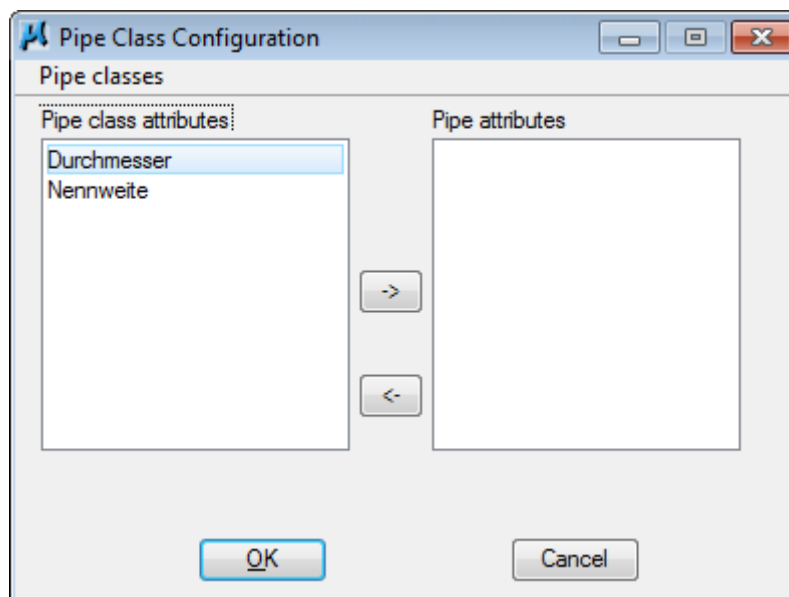 Pipe Class Configuration
Pipe classes
Pipe class attributes
Pipe attributes
Durchmesser
Nennweite
->
<-
OK
Cancel